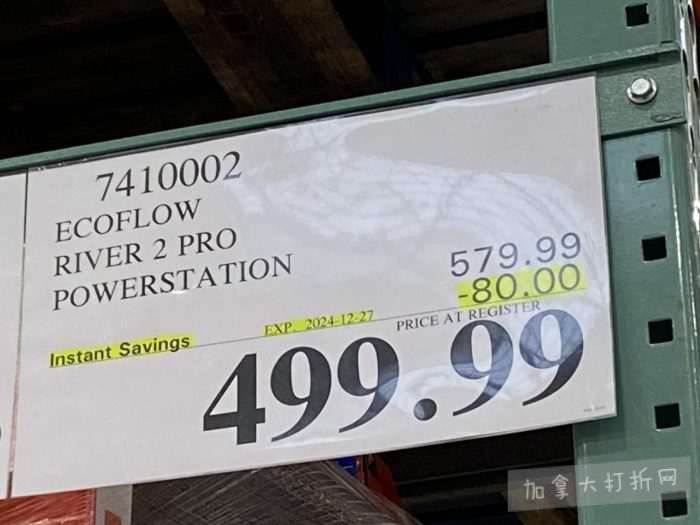 7410002
ECOFLOW
RIVER 2 PRO
POWERSTATION
579.99
-80.00
Instant Savings EXP. 2024-12-27 PRICE AT REGISTER
499.99
加拿大打折网